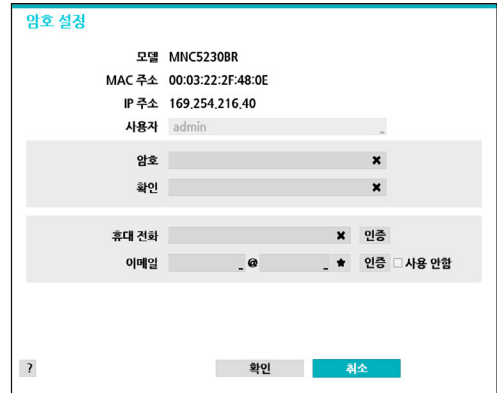 암호 설정
모델 MNC5230BR
MAC 주소 00:03:22:2F:48:0E
IP 주소 169.254.216.40
사용자 admin
암호
확인
휴대 전화 인증
이메일 @ 인증 사용 안함
? 확인 취소